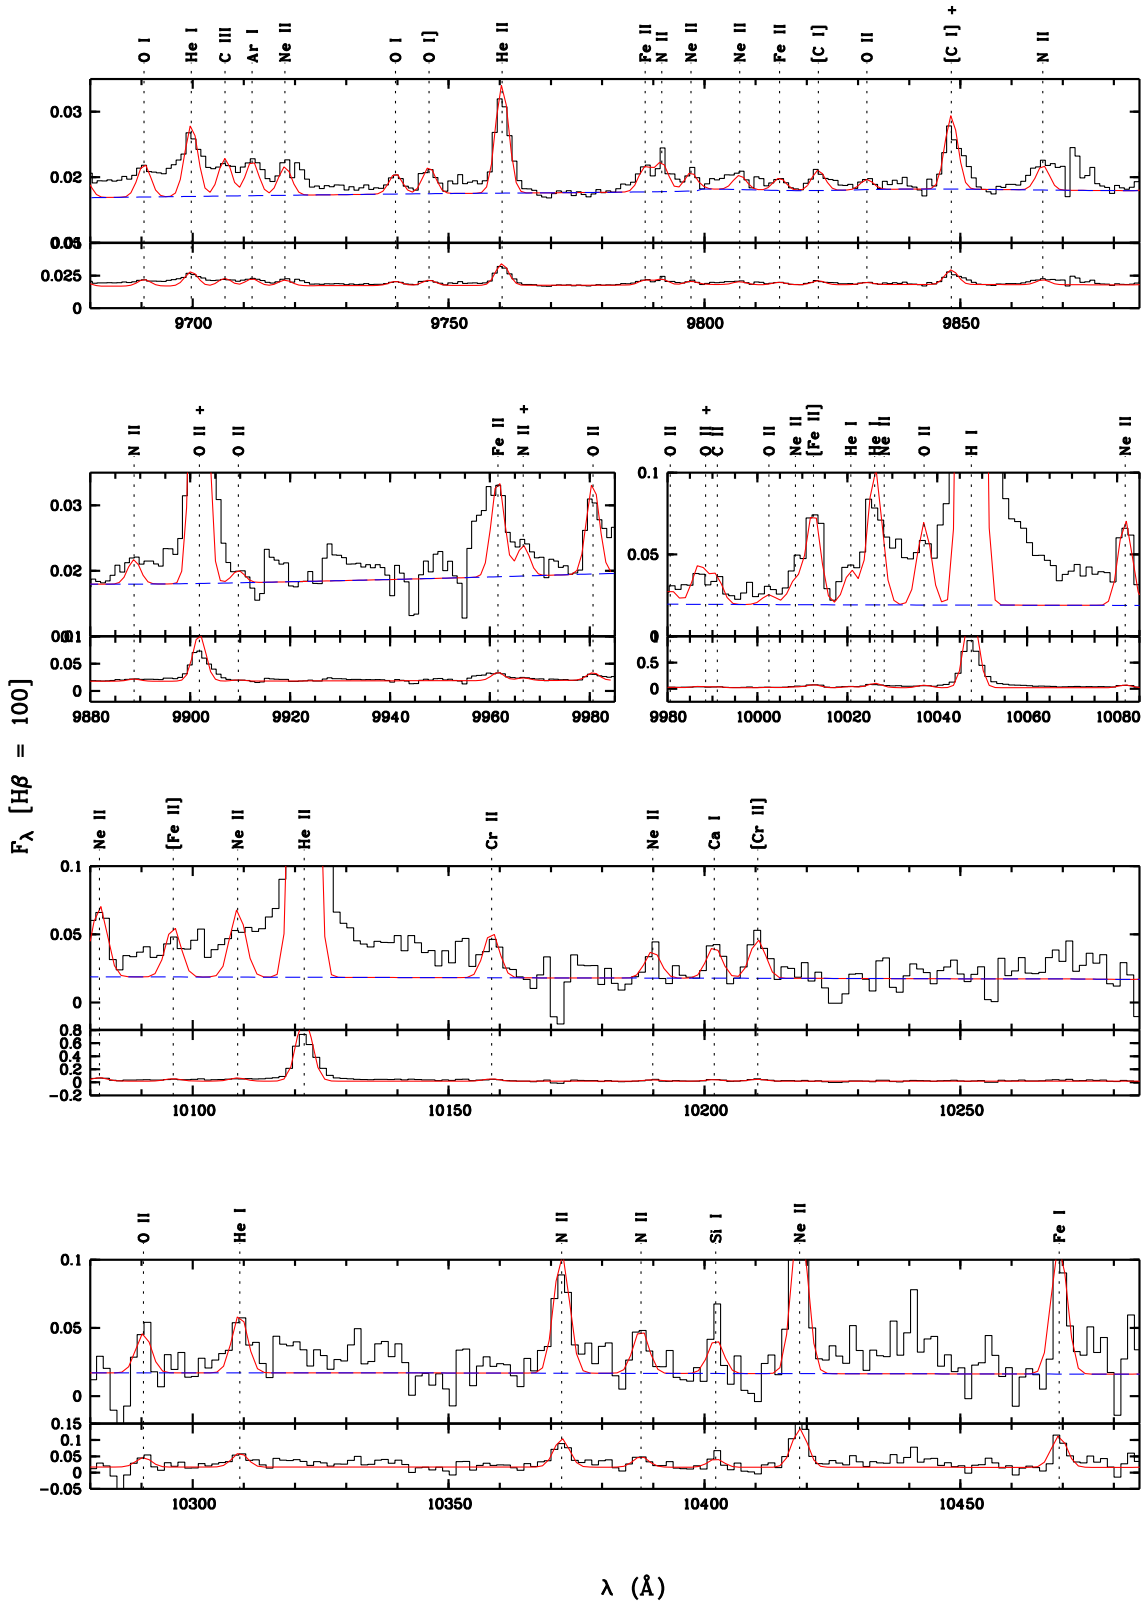 O I He I C III Ar I Ne II O I O I] He II Fe II N II Ne II Ne II Fe II [C I] O II [C I] + N II
0.03
0.02
0.01
0.05
0.025
0
9700 9750 9800 9850
N II O II + O II Fe II N II + O II
0.03
0.02
0.01
0.1
0.05
0
9880 9900 9920 9940 9960 9980
O II O II + C II O II Ne II [Fe II] He I He I Ne II O II H I Ne II
0.1
0.05
0
1
0.5
0
9980 10000 10020 10040 10060 10080
Fλ [Hβ = 100]
Ne II [Fe II] Ne II He II Cr II Ne II Ca I [Cr II]
0.1
0.05
0
0.8
0.6
0.4
0.2
0
−0.2
10100 10150 10200 10250
O II He I N II N II Si I Ne II Fe I
0.1
0.05
0
0.15
0.1
0.05
0
−0.05
10300 10350 10400 10450
λ (Å)